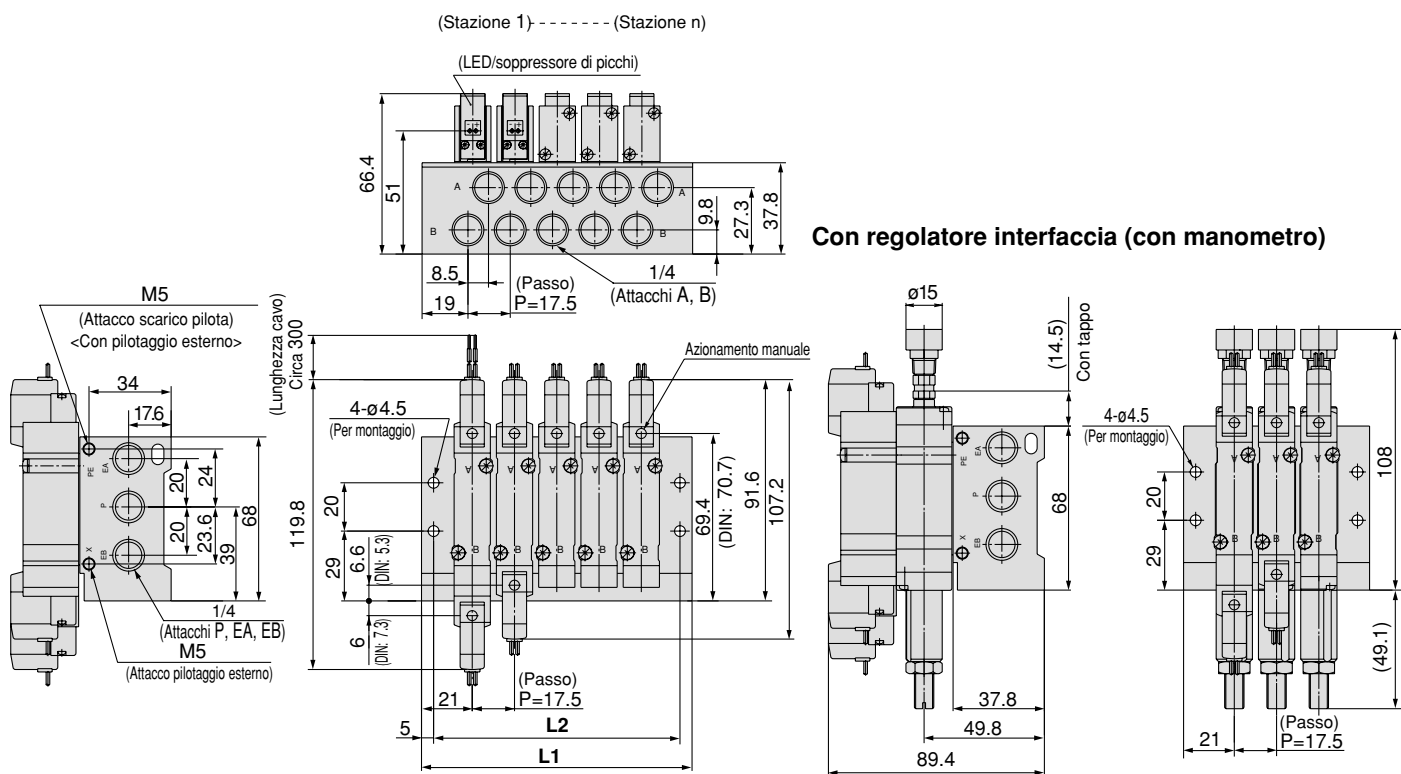 (Stazione 1) -------- (Stazione n)
(LED/soppressore di picchi)
66.4
51
A
A
B
B
9.8
27.3
37.8
8.5
19
(Passo)
P=17.5
1/4
(Attacchi A, B)
Con regolatore interfaccia (con manometro)
M5
(Attacco scarico pilota)
<Con pilotaggio esterno>
34
17.6
PE
EA
P
X
EB
20
20
24
23.6
39
68
1/4
(Attacchi P, EA, EB)
M5
(Attacco pilotaggio esterno)
(Lunghezza cavo)
Circa 300
Azionamento manuale
4-ø4.5
(Per montaggio)
119.8
20
29
6.6
(DIN: 5.3)
6
(DIN: 7.3)
A
A
A
A
A
B
B
B
B
B
69.4
(DIN: 70.7)
91.6
107.2
21
(Passo)
P=17.5
5
L2
L1
ø15
(14.5)
Con tappo
PE
EA
P
X
EB
68
37.8
49.8
89.4
4-ø4.5
(Per montaggio)
20
29
A
A
A
B
B
B
108
(49.1)
21
(Passo)
P=17.5